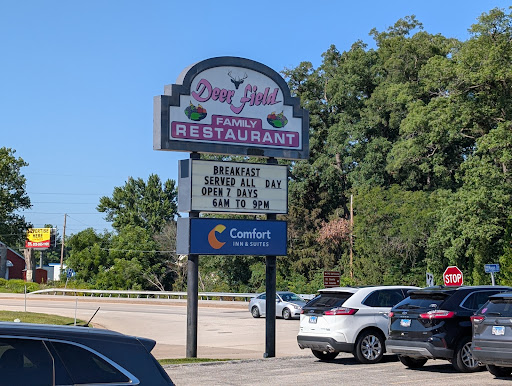 Deer Field
FAMILY
RESTAURANT
BREAKFAST
SERVED ALL DAY
OPEN 7 DAYS
6AM TO 9PM
Comfort
INN & SUITES
STOP